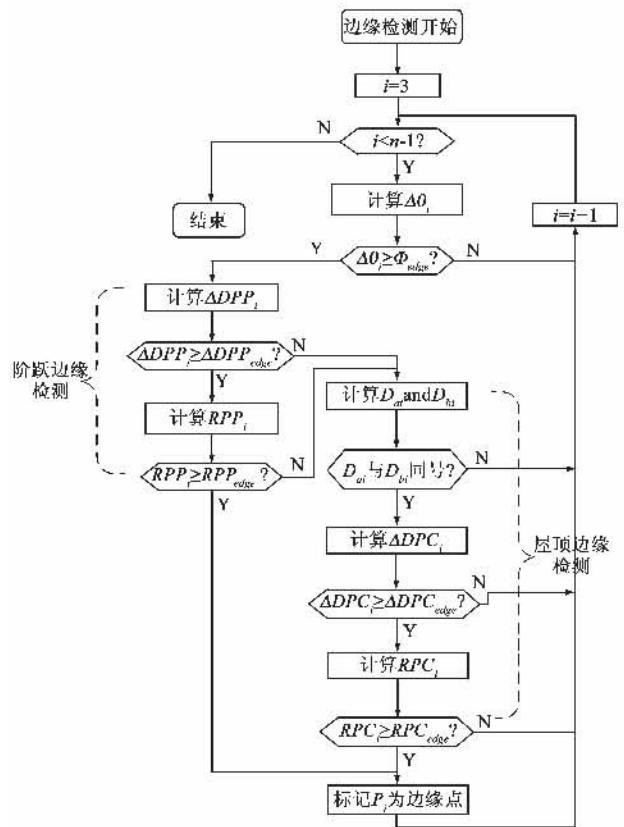 边缘检测开始
i=3
N
i<n-1?
Y
计算Δ0i
结束
i=i-1
Y
Δ0i≥Φedge?
N
计算ΔDPPi
ΔDPPi≥ΔDPPedge?
N
阶跃边缘
检测
Y
计算Dai and Dbi
计算RPPi
RPPi≥RPPedge?
N
Dai与Dbi同号?
N
Y
Y
计算ΔDPCi
屋顶边缘
检测
ΔDPCi≥ΔDPCedge?
N
Y
计算RPCi
RPCi≥RPCedge?
N
Y
标记Pi为边缘点